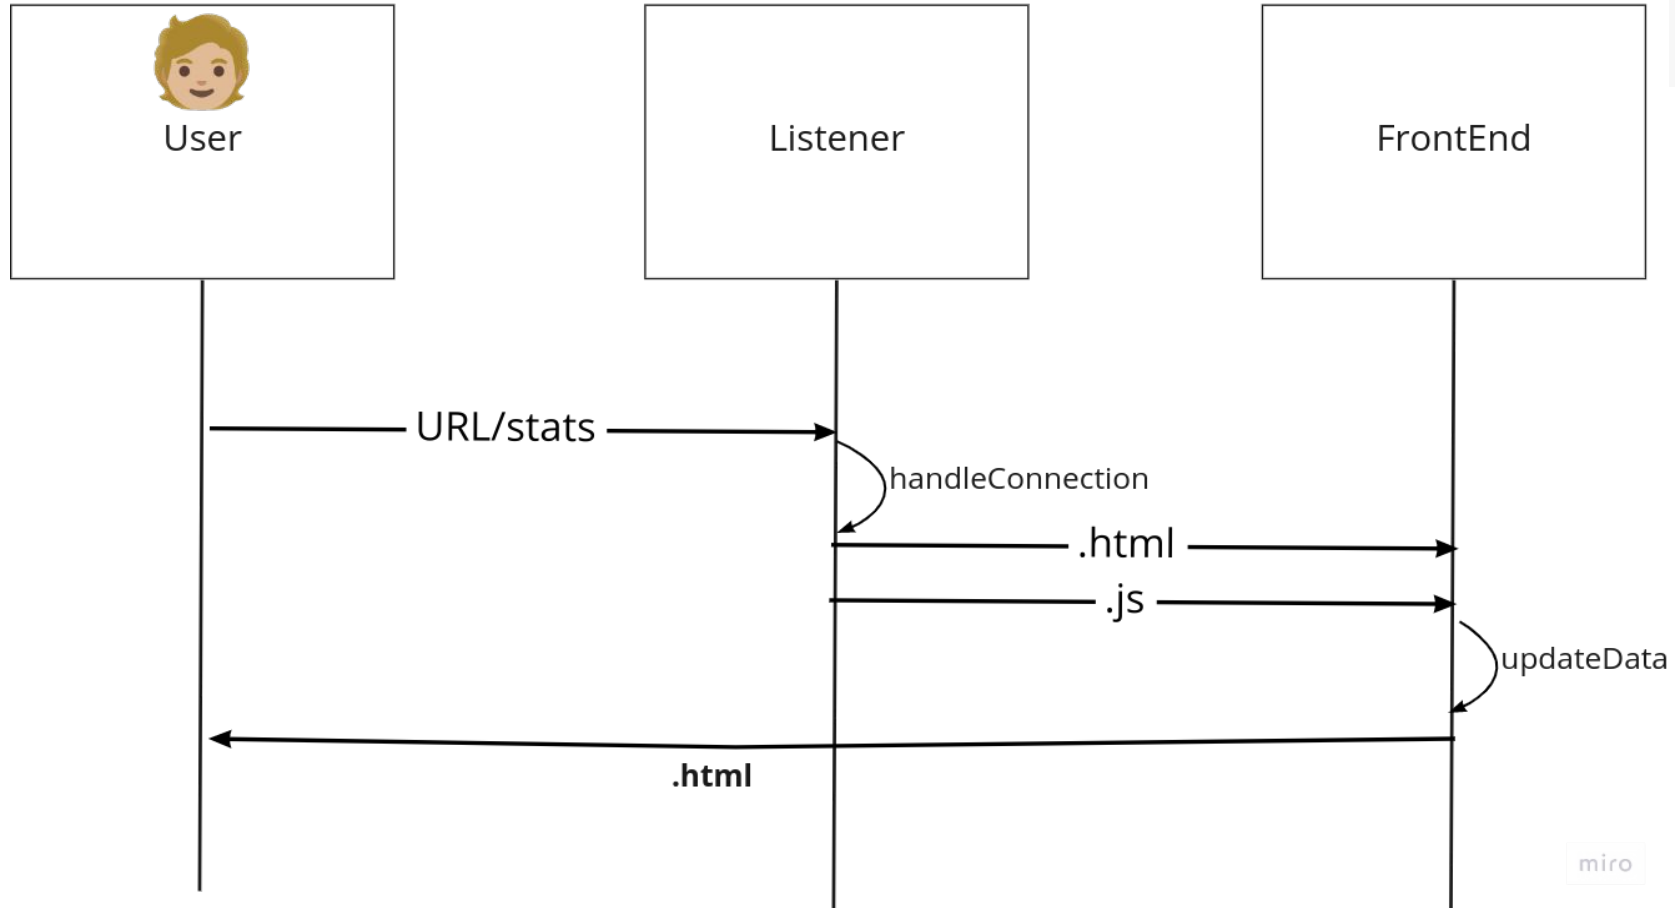 User
Listener
FrontEnd
URL/stats
handleConnection
.html
.js
updateData
.html
miro